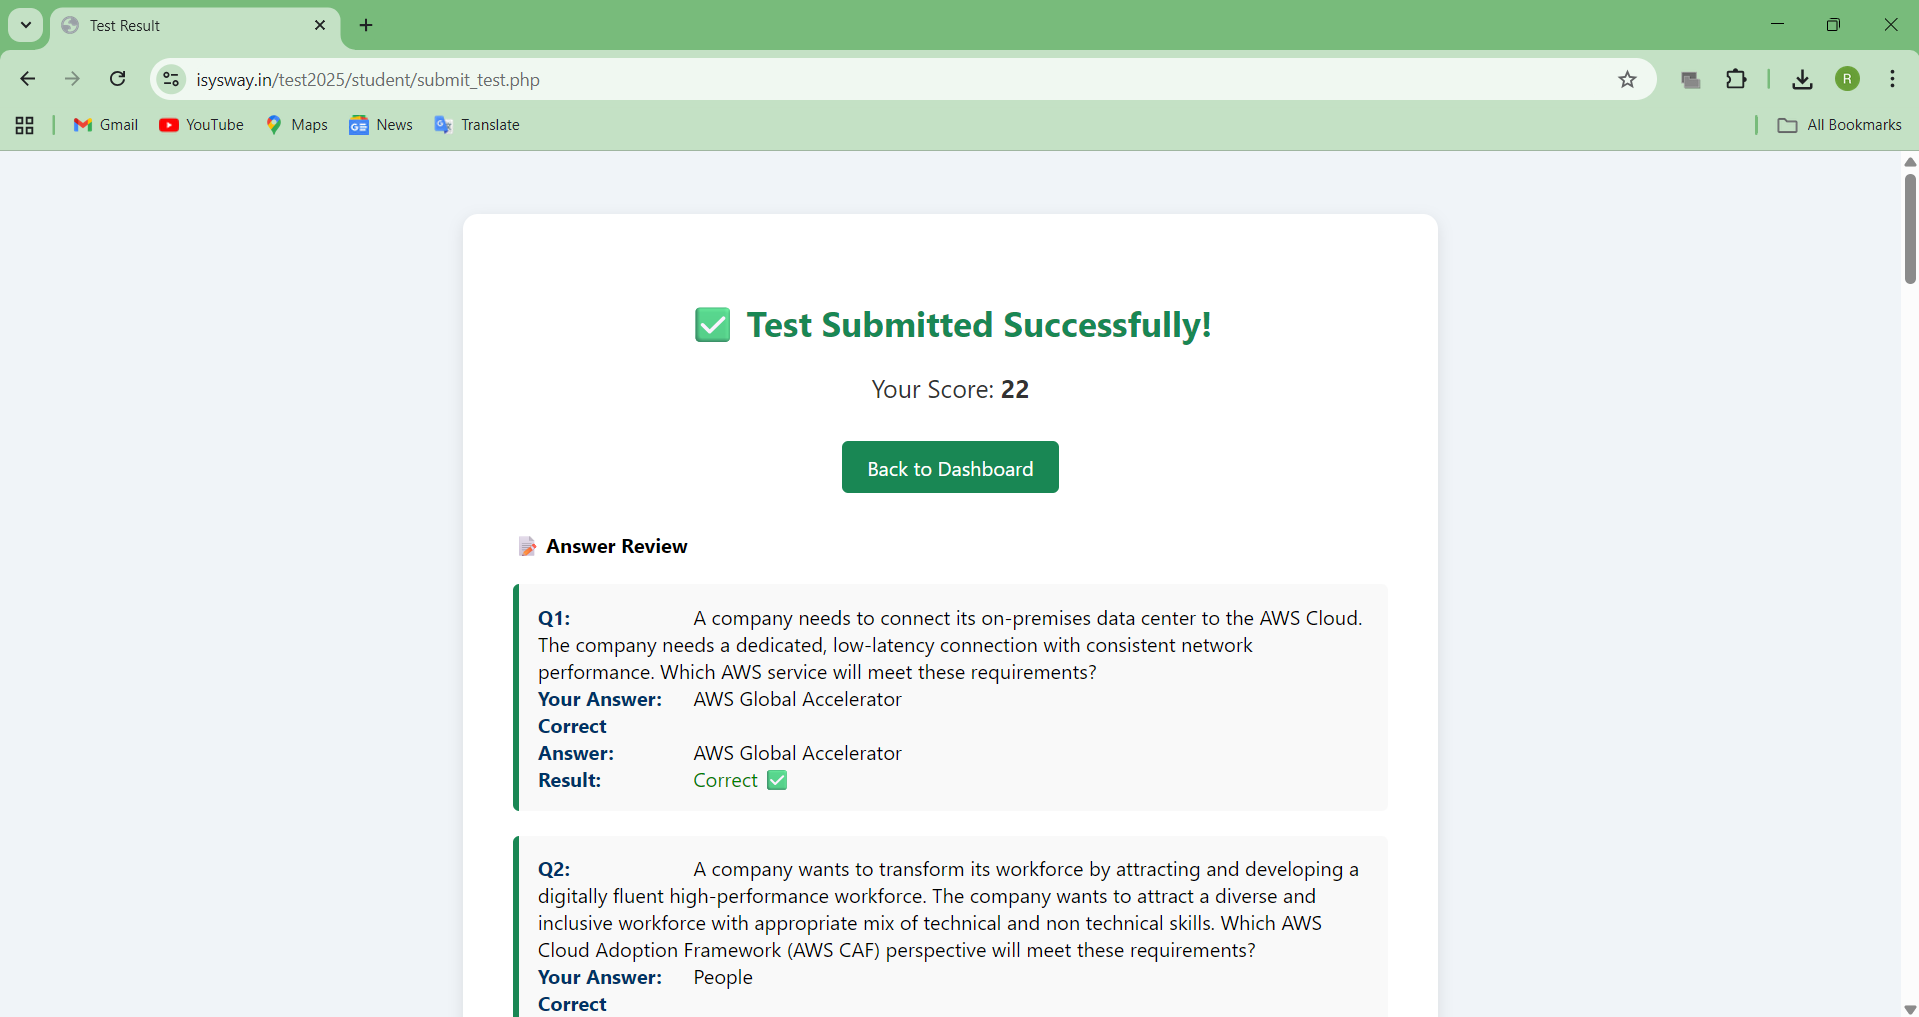 Test Result
isysway.in/test2025/student/submit_test.php
R
Gmail
YouTube
Maps
News
Translate
All Bookmarks
Test Submitted Successfully!
Your Score: 22
Back to Dashboard
Answer Review
Q1: A company needs to connect its on-premises data center to the AWS Cloud.
The company needs a dedicated, low-latency connection with consistent network
performance. Which AWS service will meet these requirements?
Your Answer: AWS Global Accelerator
Correct
Answer: AWS Global Accelerator
Result: Correct
Q2: A company wants to transform its workforce by attracting and developing a
digitally fluent high-performance workforce. The company wants to attract a diverse and
inclusive workforce with appropriate mix of technical and non technical skills. Which AWS
Cloud Adoption Framework (AWS CAF) perspective will meet these requirements?
Your Answer: People
Correct